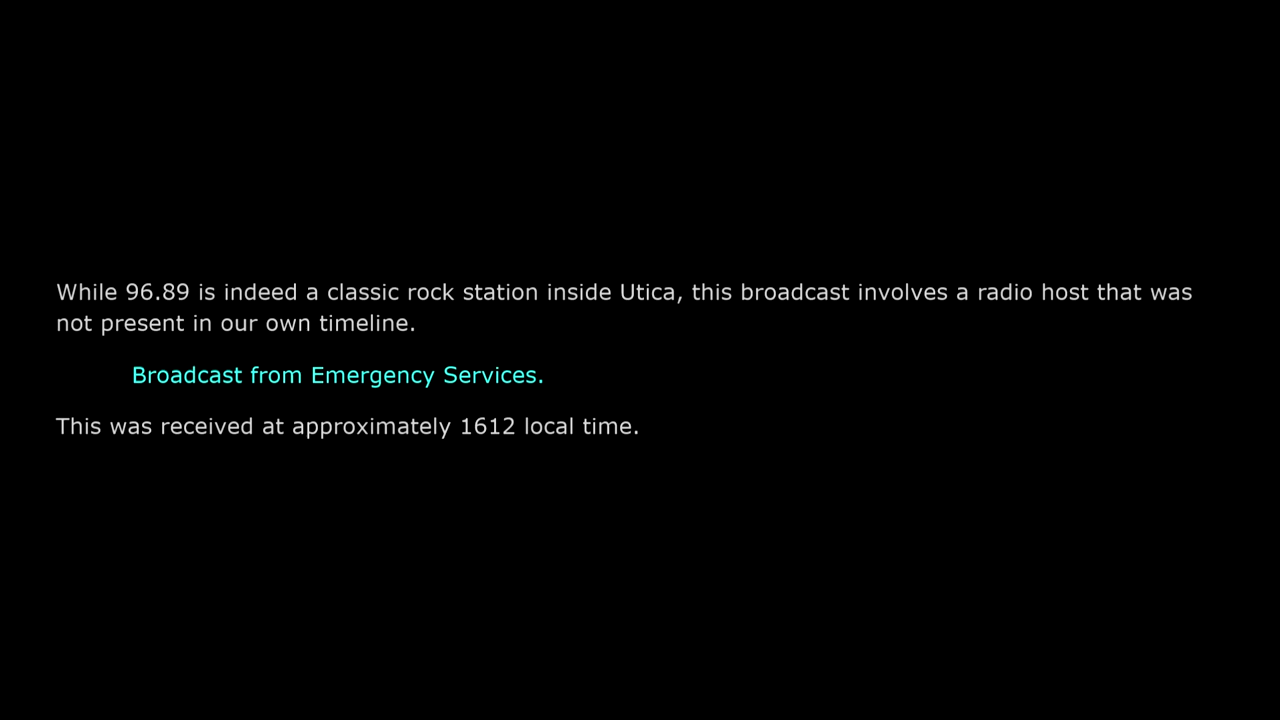 While 96.89 is indeed a classic rock station inside Utica, this broadcast involves a radio host that was
not present in our own timeline.
Broadcast from Emergency Services.
This was received at approximately 1612 local time.